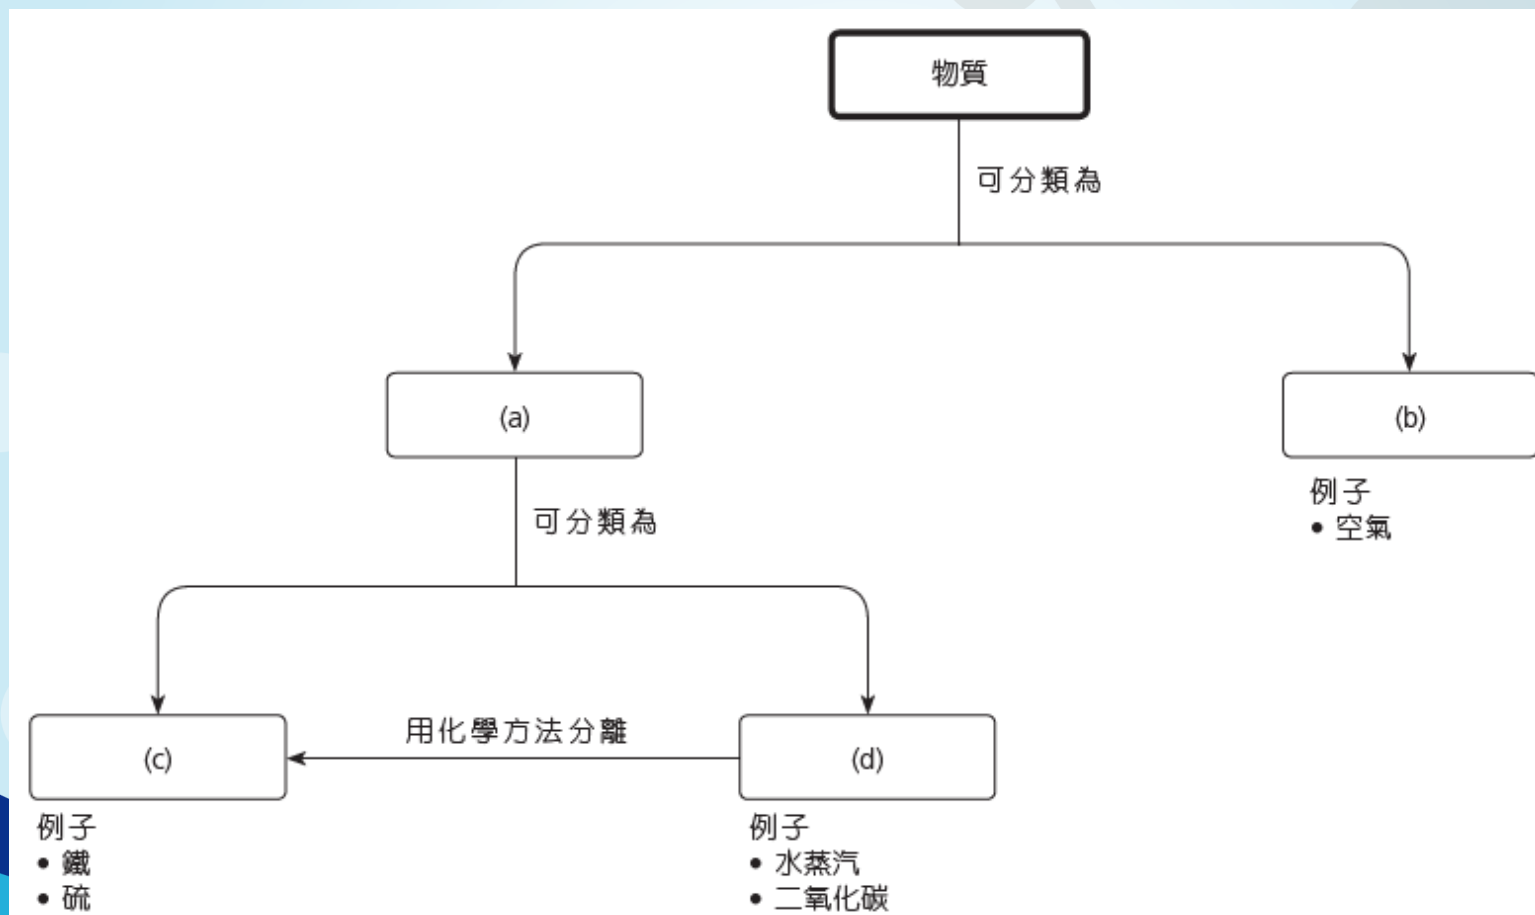 物質
可分類為
(a)
(b)
例子
• 空氣
可分類為
(c)
用化學方法分離
(d)
例子
• 鐵
• 硫
例子
• 水蒸汽
• 二氧化碳